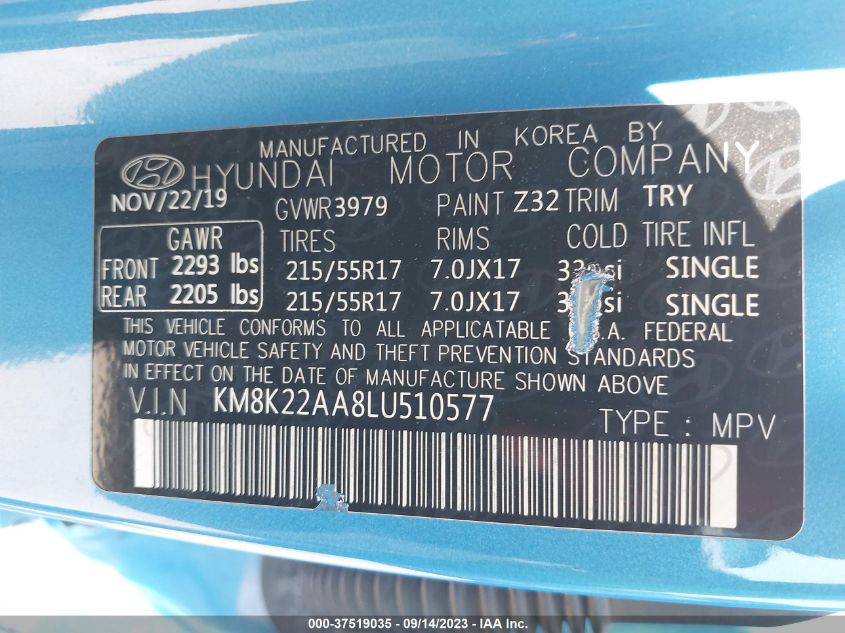 MANUFACTURED IN KOREA BY
HYUNDAI MOTOR COMPANY
NOV/22/19 GVWR3979 PAINT Z32 TRIM TRY
GAWR TIRES RIMS COLD TIRE INFL
FRONT 2293 lbs 215/55R17 7.0JX17 SINGLE
REAR 2205 lbs 215/55R17 7.0JX17 SINGLE
THIS VEHICLE CONFORMS TO ALL APPLICATABLE FEDERAL
MOTOR VEHICLE SAFETY AND THEFT PREVENTION STANDARDS
IN EFFECT ON THE DATE OF MANUFACTURE SHOWN ABOVE
V.I.N KM8K22AA8LU510577 TYPE : MPV
000-37519035 - 09/14/2023 - IAA Inc.